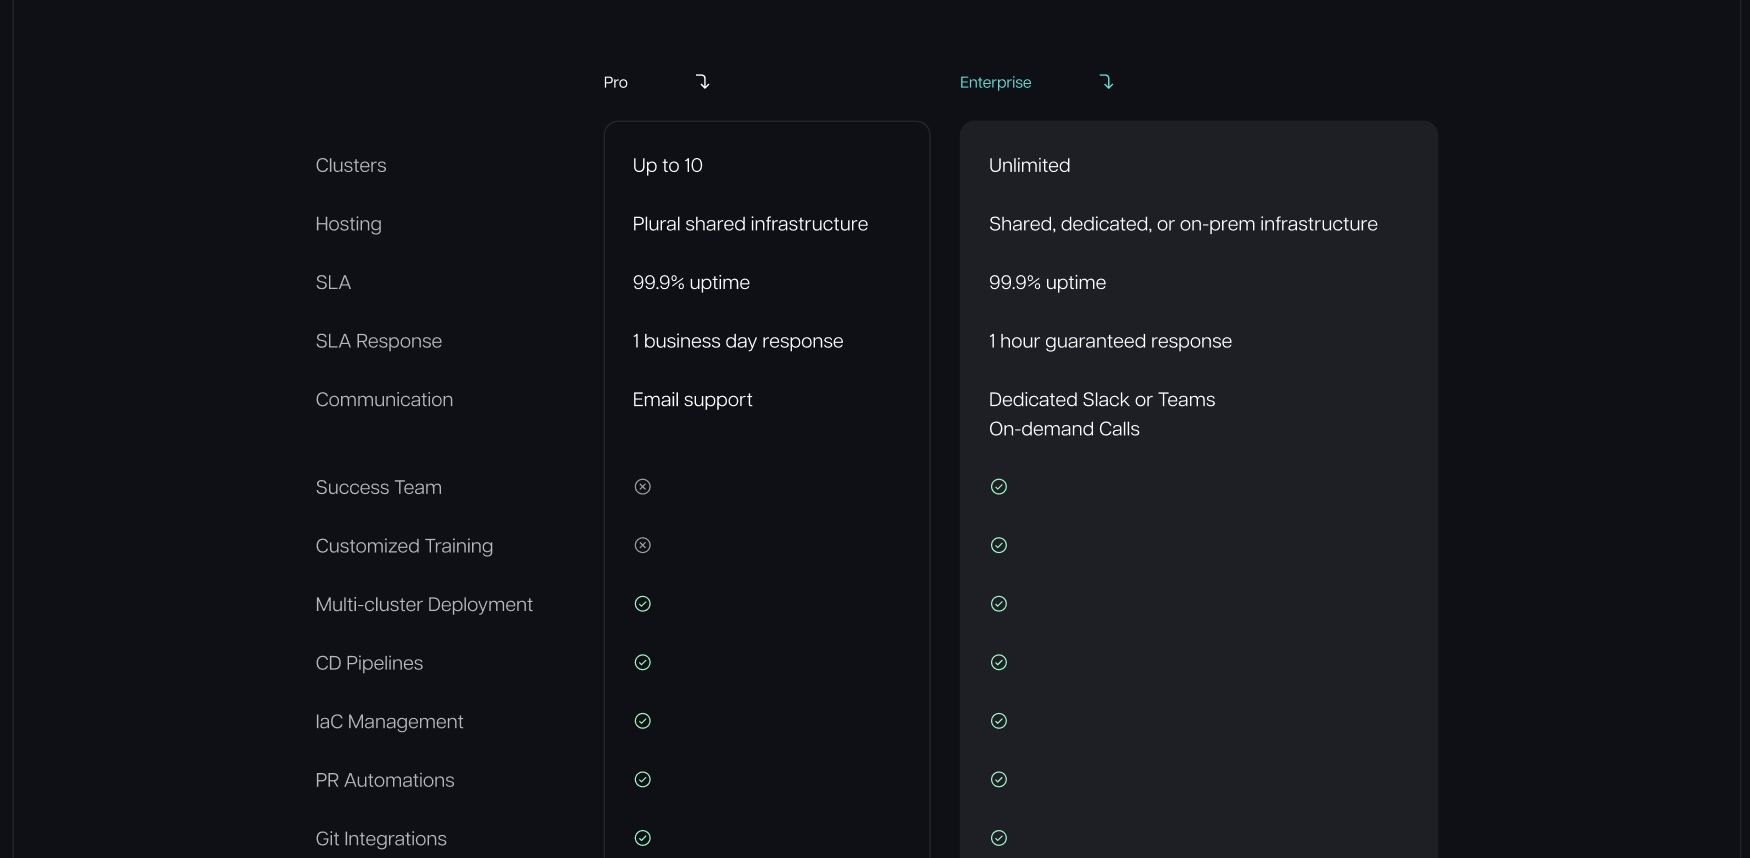 Pro
Enterprise
Clusters
Up to 10
Unlimited
Hosting
Plural shared infrastructure
Shared, dedicated, or on-prem infrastructure
SLA
99.9% uptime
99.9% uptime
SLA Response
1 business day response
1 hour guaranteed response
Communication
Email support
Dedicated Slack or Teams
On-demand Calls
Success Team
Customized Training
Multi-cluster Deployment
CD Pipelines
IaC Management
PR Automations
Git Integrations